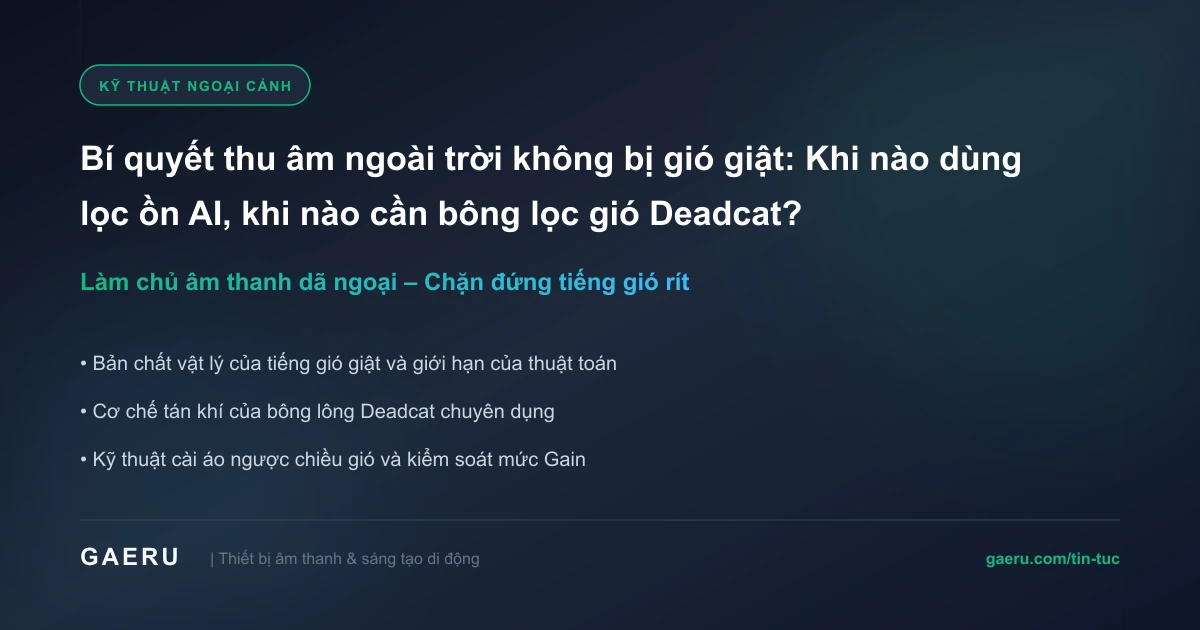 KỸ THUẬT NGOẠI CẢNH
Bí quyết thu âm ngoài trời không bị gió giật: Khi nào dùng
lọc ồn AI, khi nào cần bông lọc gió Deadcat?
Làm chủ âm thanh dã ngoại – Chặn đứng tiếng gió rít
• Bản chất vật lý của tiếng gió giật và giới hạn của thuật toán
• Cơ chế tán khí của bông lông Deadcat chuyên dụng
• Kỹ thuật cài áo ngược chiều gió và kiểm soát mức Gain
GAERU | Thiết bị âm thanh & sáng tạo di động gaeru.com/tin-tuc